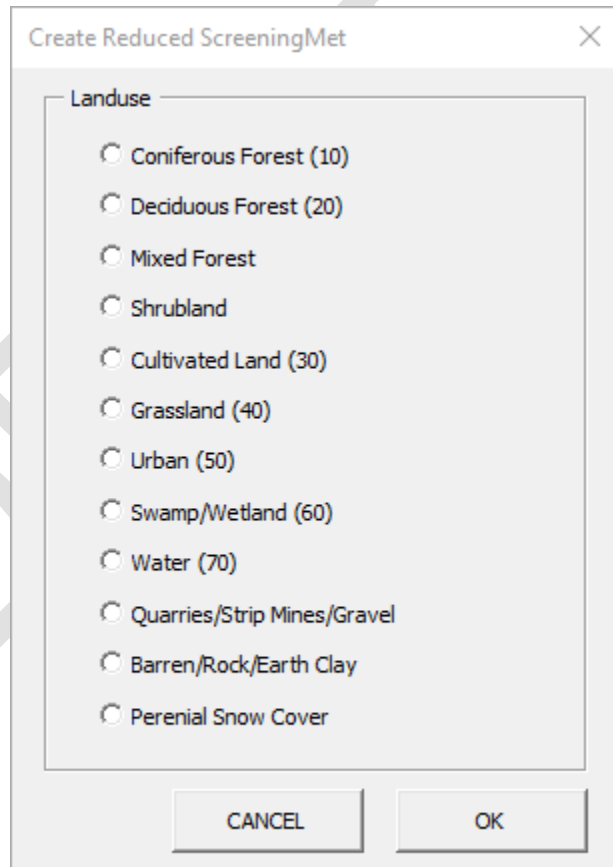 Create Reduced ScreeningMet
Landuse
Coniferous Forest (10)
Deciduous Forest (20)
Mixed Forest
Shrubland
Cultivated Land (30)
Grassland (40)
Urban (50)
Swamp/Wetland (60)
Water (70)
Quarries/Strip Mines/Gravel
Barren/Rock/Earth Clay
Perenial Snow Cover
CANCEL OK